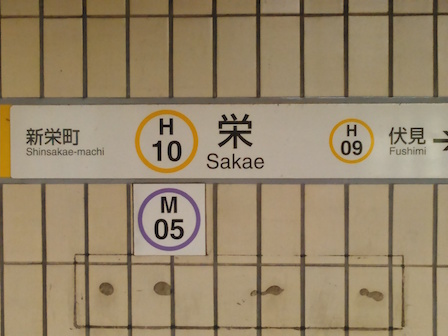 新栄町
Shinsakae-machi
H
10
栄
Sakae
H
09
伏見
Fushimi
M
05